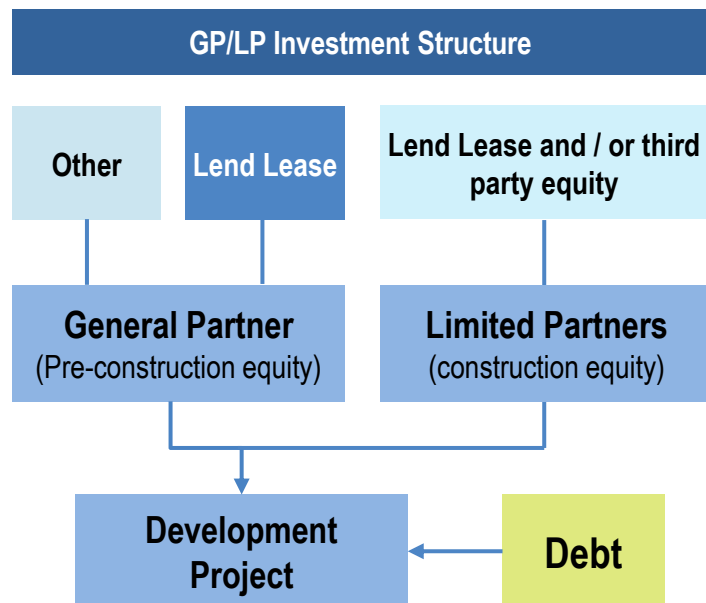 GP/LP Investment Structure
Other
Lend Lease
Lend Lease and / or third
party equity
General Partner
(Pre-construction equity)
Limited Partners
(construction equity)
Development
Project
Debt